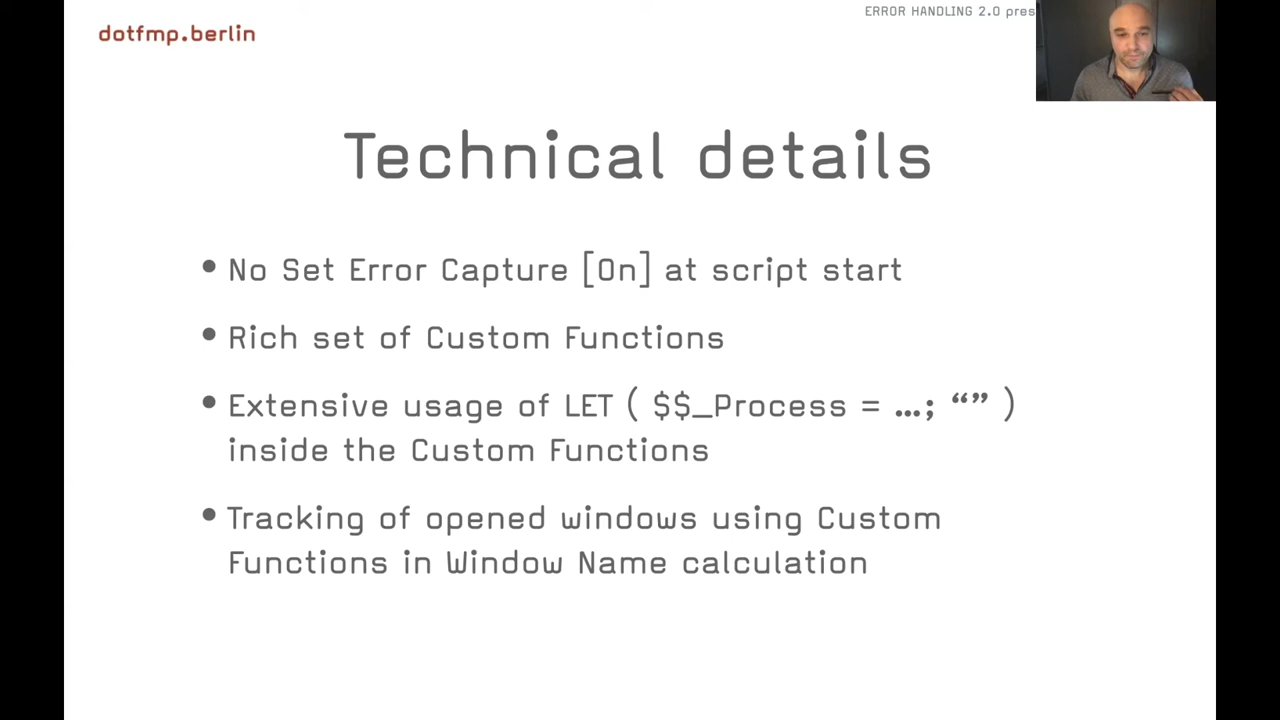 dotfmp.berlin
ERROR HANDLING 2.0 pres
Technical details
• No Set Error Capture [On] at script start
• Rich set of Custom Functions
• Extensive usage of LET ( $$_Process = …; “” )
inside the Custom Functions
• Tracking of opened windows using Custom
Functions in Window Name calculation